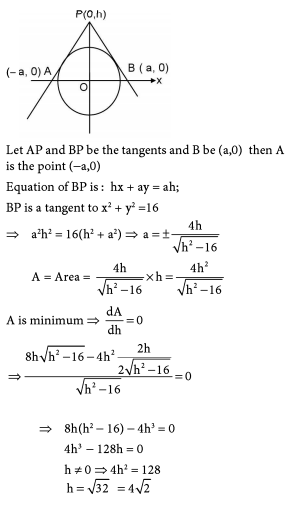 P(0,h)
(– a, 0) A
B ( a, 0)
O
x
Let AP and BP be the tangents and B be (a,0) then A
is the point (−a,0)
Equation of BP is : hx + ay = ah;
BP is a tangent to x² + y² =16
⇒ a²h² = 16(h² + a²) ⇒ a = ± 4h / √(h² −16)
A = Area = 4h / √(h² −16) × h = 4h² / √(h² −16)
A is minimum ⇒ dA/dh = 0
⇒ (8h√(h² −16) − 4h² 2h / (2√(h² −16))) / √(h² −16) = 0
⇒ 8h(h² − 16) − 4h³ = 0
4h³ − 128h = 0
h ≠ 0 ⇒ 4h² = 128
h = √32 = 4√2